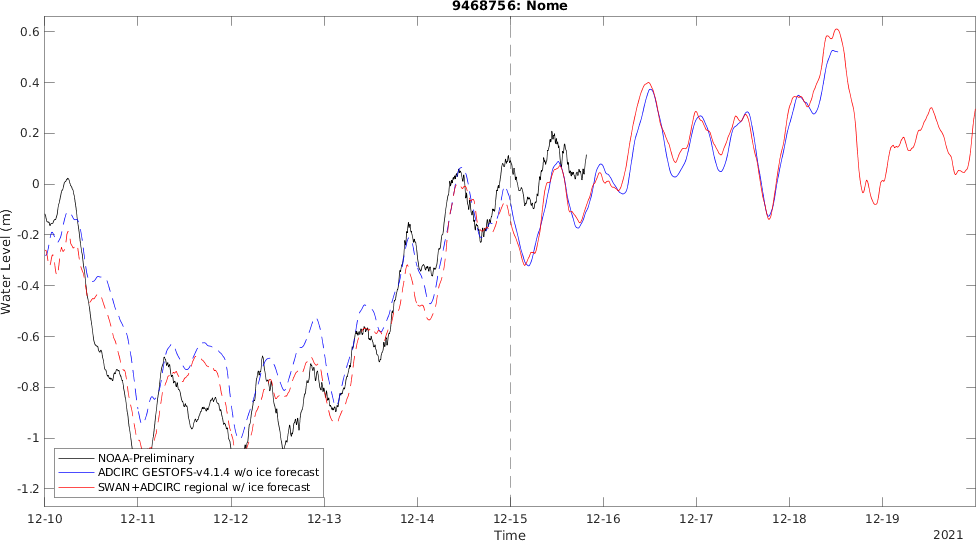 9468756: Nome
0.6
0.4
0.2
0
-0.2
-0.4
-0.6
-0.8
-1
-1.2
Water Level (m)
NOAA-Preliminary
ADCIRC GESTOFS-v4.1.4 w/o ice forecast
SWAN+ADCIRC regional w/ ice forecast
12-10 12-11 12-12 12-13 12-14 12-15 12-16 12-17 12-18 12-19
Time
2021